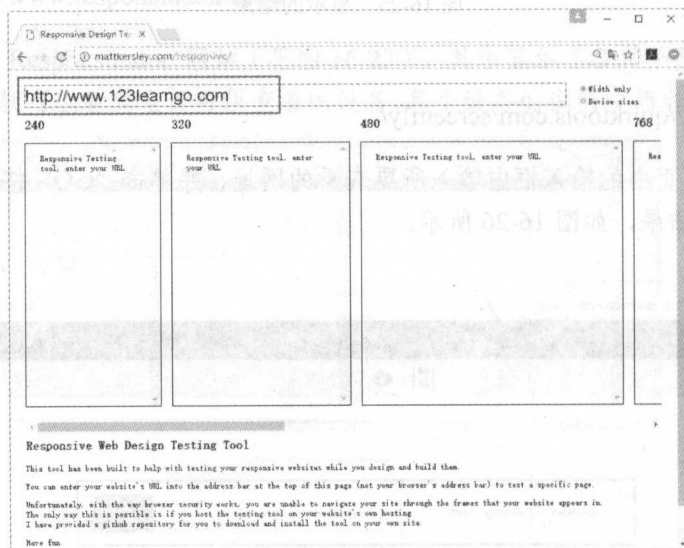 Responsive Design Te
mattkersley.com/responsive/
http://www.123learngo.com
Width only
Device sizes
240
320
480
768
Responsive Testing
tool, enter your URL
Responsive Testing tool, enter
your URL
Responsive Testing tool, enter your URL
Res
Responsive Web Design Testing Tool
This tool has been built to help with testing your responsive websites while you design and build them.
You can enter your website's URL into the address bar at the top of this page (not your browser's address bar) to test a specific page.
Unfortunately, with the way browser security works, you are unable to navigate your site through the frames that your website appears in.
The only way this is possible is if you host the testing tool on your website's own hosting
I have provided a github repository for you to download and install the tool on your own site.
Have fun